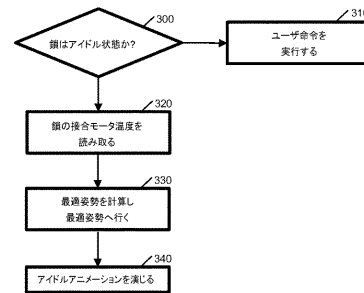 300
鎖はアイドル状態か?
310
ユーザ命令を
実行する
320
鎖の接合モータ温度を
読み取る
330
最適姿勢を計算し
最適姿勢へ行く
340
アイドルアニメーションを演じる